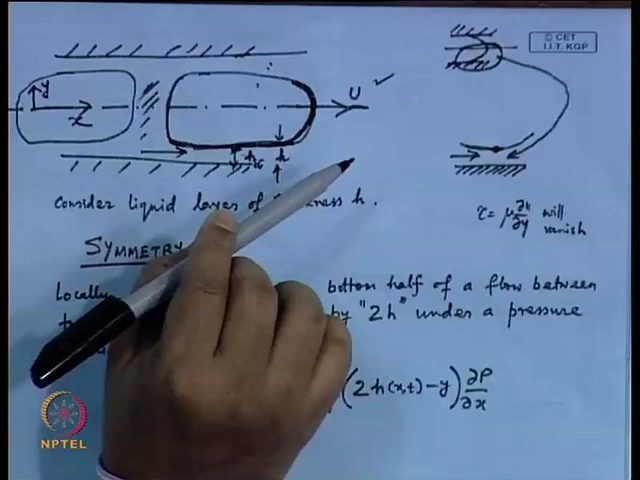 © CET
I.I.T. KGP
y
x
U
h∞
h
Consider liquid layer of thickness h.
τ = μ ∂u/∂y will
vanish
SYMMETRY
Locally bottom half of a flow between
by "2h" under a pressure
(2h(x,t) − y) ∂P/∂x
NPTEL